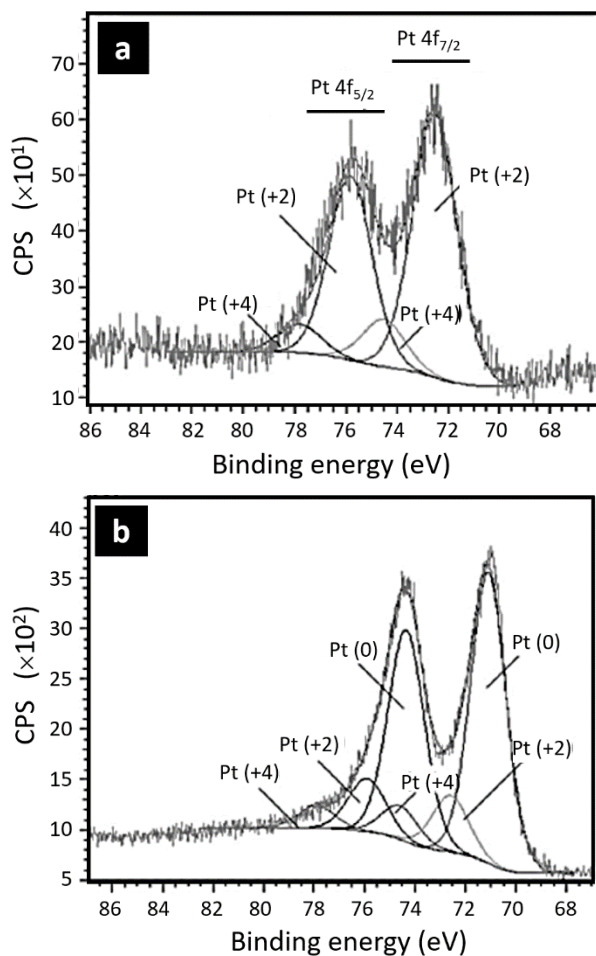 a
Pt 4f7/2
Pt 4f5/2
70
60
50
40
30
20
10
CPS (×10¹)
Pt (+2)
Pt (+2)
Pt (+4)
Pt (+4)
86 84 82 80 78 76 74 72 70 68
Binding energy (eV)
b
40
35
30
25
20
15
10
5
CPS (×10²)
Pt (0)
Pt (0)
Pt (+2)
Pt (+2)
Pt (+4)
Pt (+4)
86 84 82 80 78 76 74 72 70 68
Binding energy (eV)